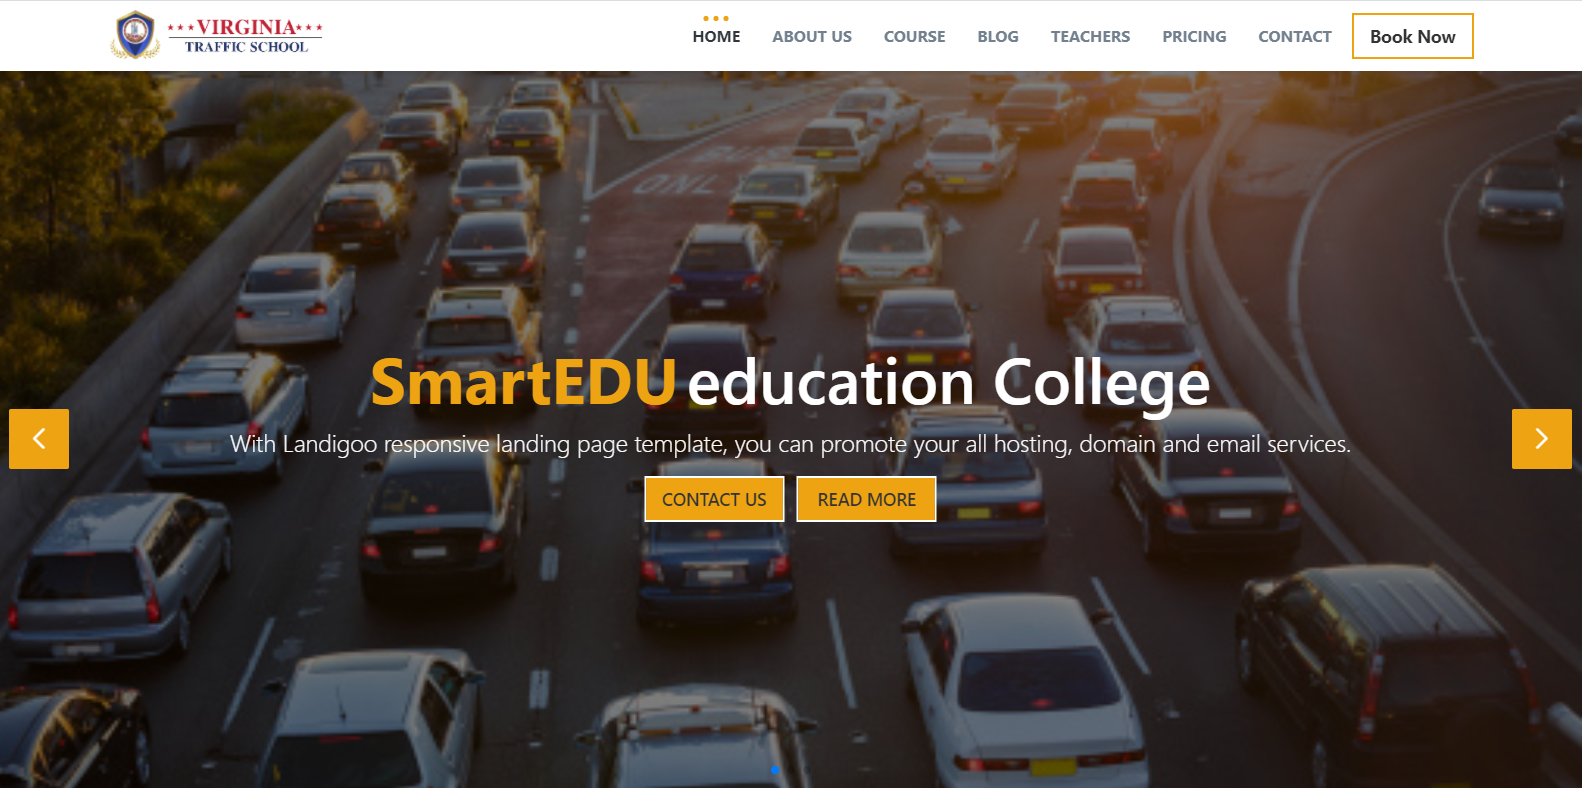 ★ ★ ★ VIRGINIA ★ ★ ★
TRAFFIC SCHOOL
HOME ABOUT US COURSE BLOG TEACHERS PRICING CONTACT Book Now
ONLY
SmartEDU education College
With Landigoo responsive landing page template, you can promote your all hosting, domain and email services.
CONTACT US READ MORE